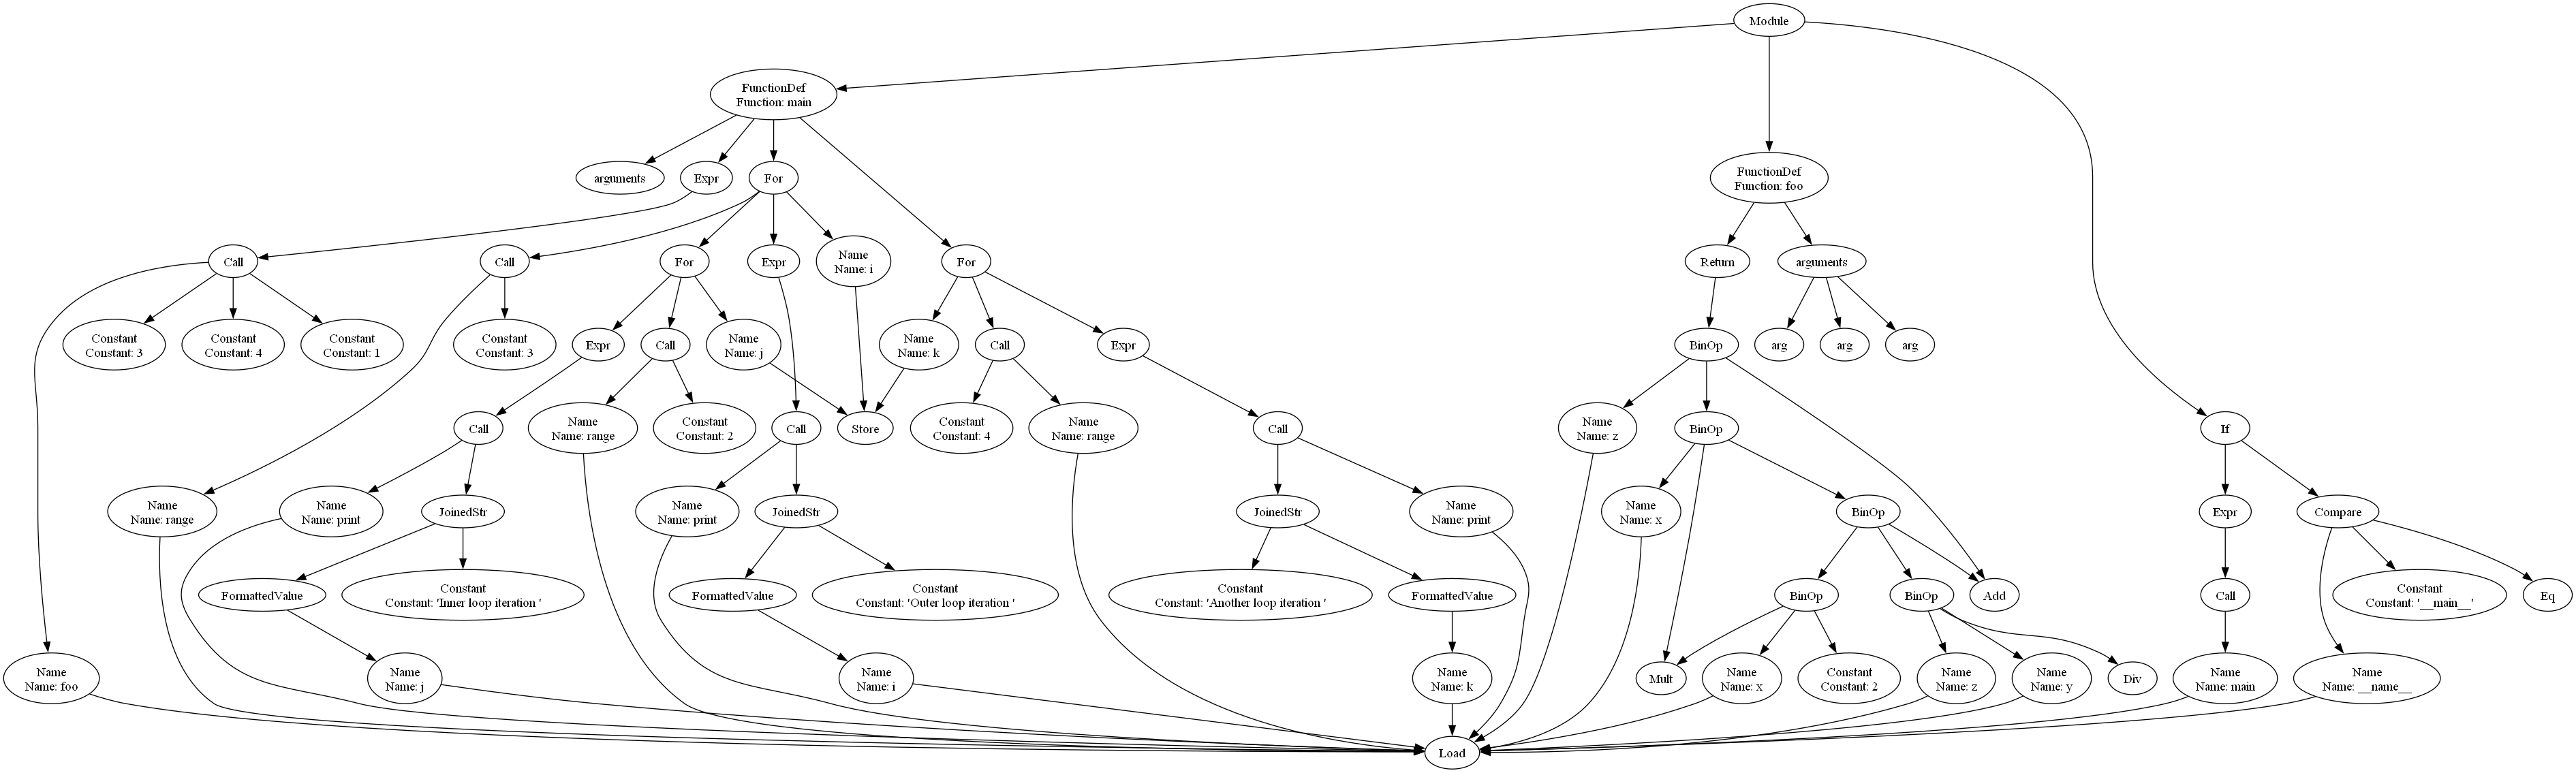 Module
FunctionDef
Function: main
arguments
Expr
For
FunctionDef
Function: foo
Call
Call
For
Expr
Name
Name: i
For
Return
arguments
Constant
Constant: 3
Constant
Constant: 4
Constant
Constant: 1
Constant
Constant: 3
Expr
Call
Name
Name: j
Name
Name: k
Call
Expr
BinOp
arg
arg
arg
Call
Name
Name: range
Constant
Constant: 2
Call
Store
Constant
Constant: 4
Name
Name: range
Call
Name
Name: z
BinOp
If
Name
Name: range
Name
Name: print
JoinedStr
Name
Name: print
JoinedStr
JoinedStr
Name
Name: print
Name
Name: x
BinOp
Expr
Compare
FormattedValue
Constant
Constant: 'Inner loop iteration '
FormattedValue
Constant
Constant: 'Outer loop iteration '
Constant
Constant: 'Another loop iteration '
FormattedValue
BinOp
BinOp
Add
Call
Constant
Constant: '__main__'
Eq
Name
Name: foo
Name
Name: j
Name
Name: i
Name
Name: k
Mult
Name
Name: x
Constant
Constant: 2
Name
Name: z
Name
Name: y
Div
Name
Name: main
Name
Name: __name__
Load